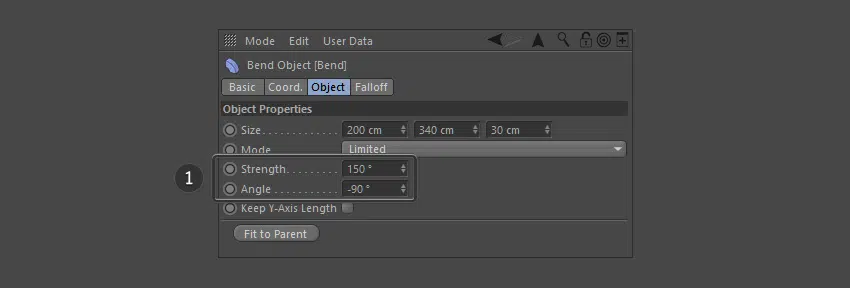 Mode Edit User Data
Bend Object [Bend]
Basic Coord. Object Falloff
Object Properties
Size............. 200 cm 340 cm 30 cm
Mode Limited
1
Strength......... 150 °
Angle ........... -90 °
Keep Y-Axis Length
Fit to Parent